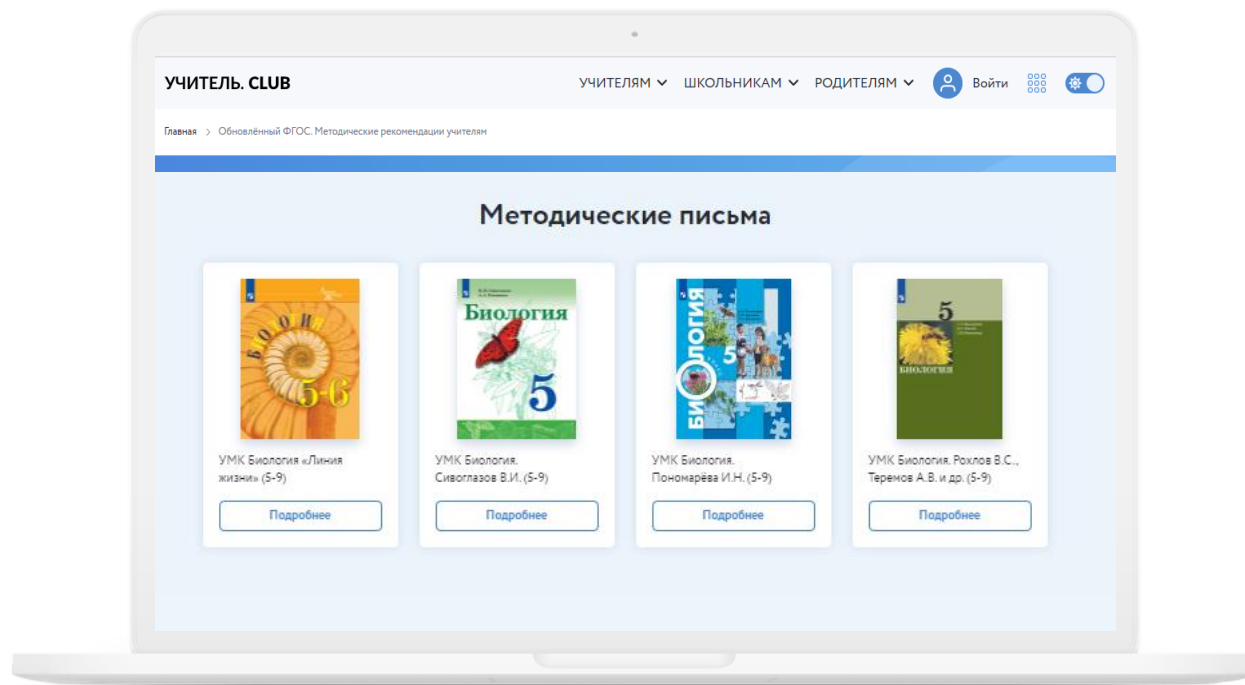 УЧИТЕЛЬ. CLUB
УЧИТЕЛЯМ
ШКОЛЬНИКАМ
РОДИТЕЛЯМ
Войти
Главная > Обновлённый ФГОС. Методические рекомендации учителям
Методические письма
БИОЛОГИЯ
5-6
УМК Биология «Линия
жизни» (5-9)
Подробнее
Биология
5
УМК Биология.
Сивоглазов В.И. (5-9)
Подробнее
БИОЛОГИЯ
5
УМК Биология.
Пономарёва И.Н. (5-9)
Подробнее
5
БИОЛОГИЯ
УМК Биология. Рохлов В.С.,
Теремов А.В. и др. (5-9)
Подробнее